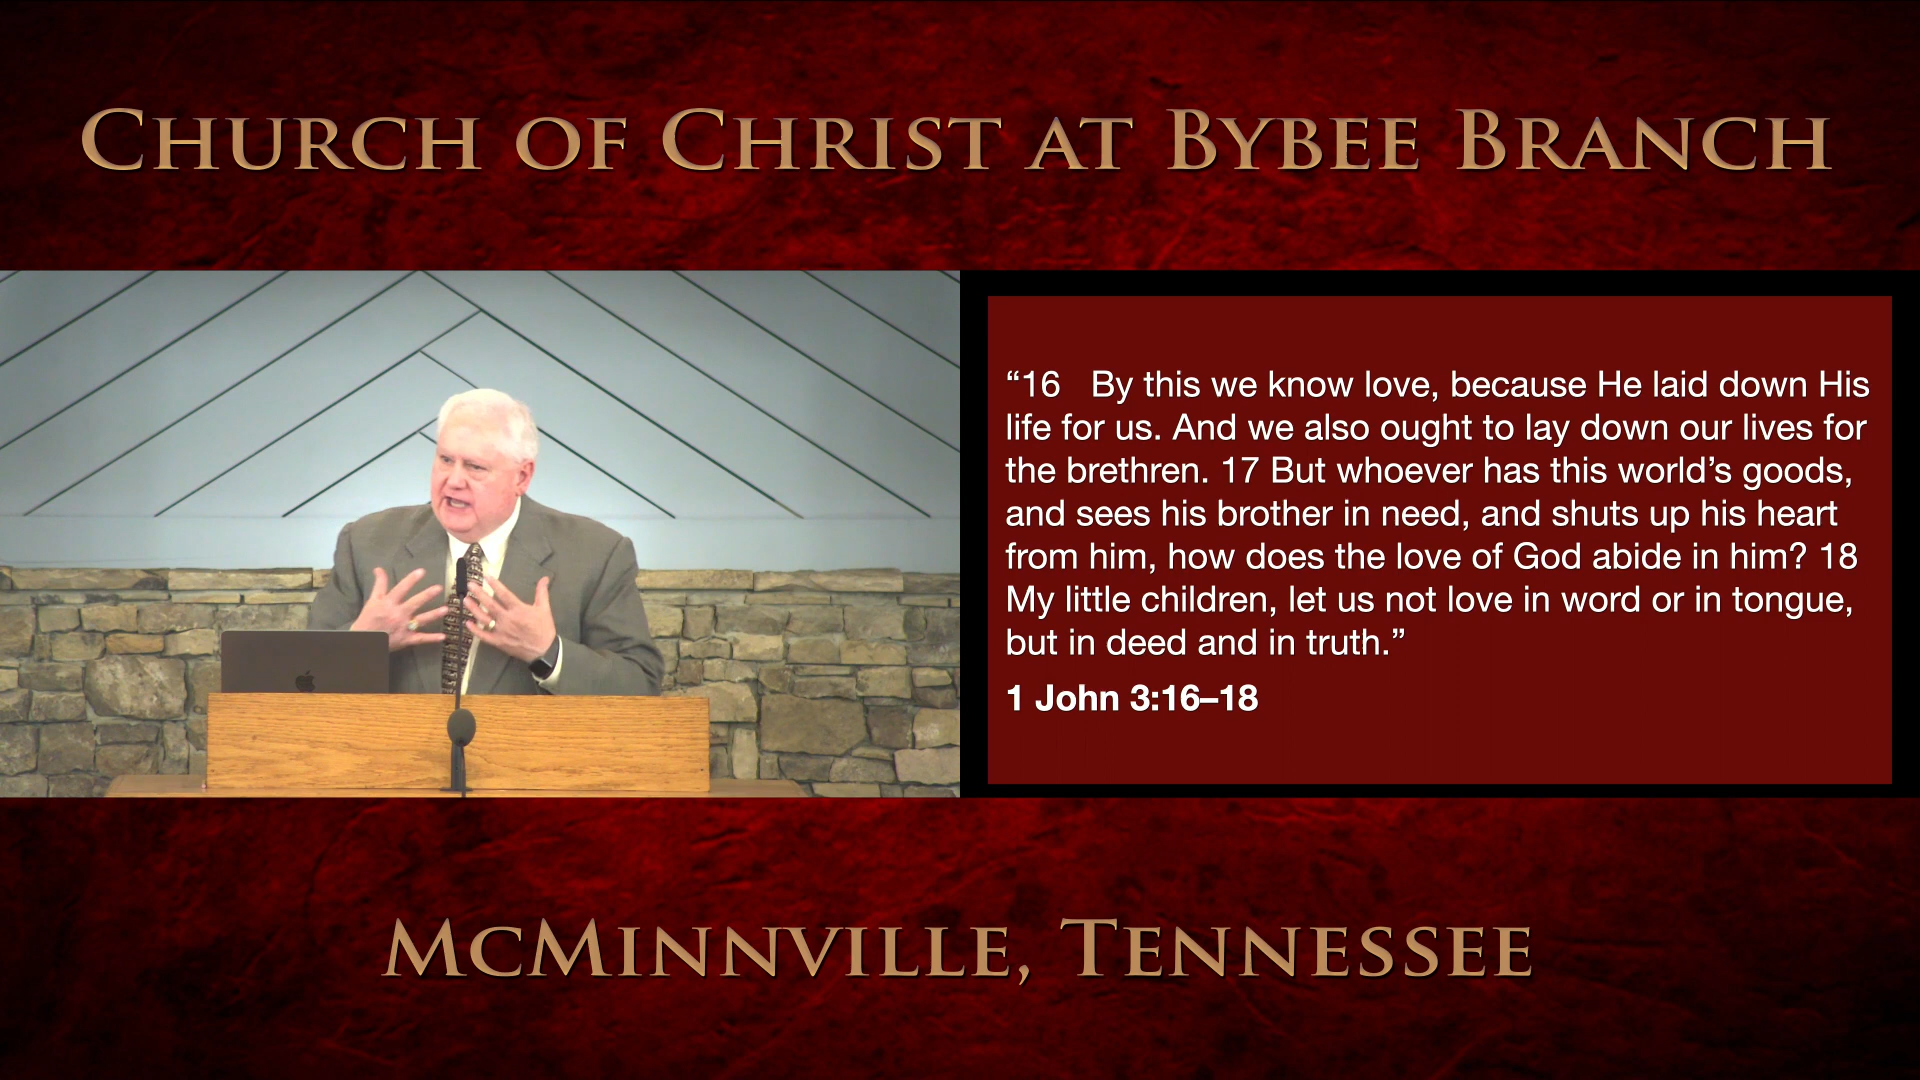 Church of Christ at Bybee Branch
“16 By this we know love, because He laid down His
life for us. And we also ought to lay down our lives for
the brethren. 17 But whoever has this world’s goods,
and sees his brother in need, and shuts up his heart
from him, how does the love of God abide in him? 18
My little children, let us not love in word or in tongue,
but in deed and in truth.”
1 John 3:16–18
McMinnville, Tennessee